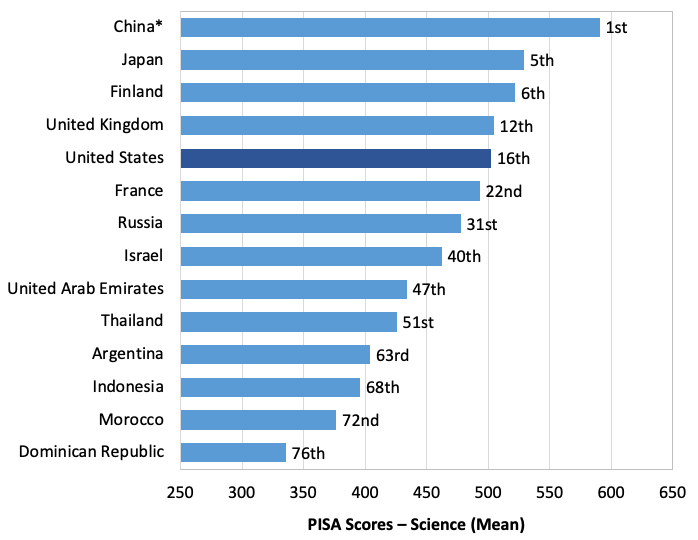 China* 1st
Japan 5th
Finland 6th
United Kingdom 12th
United States 16th
France 22nd
Russia 31st
Israel 40th
United Arab Emirates 47th
Thailand 51st
Argentina 63rd
Indonesia 68th
Morocco 72nd
Dominican Republic 76th
250 300 350 400 450 500 550 600 650
PISA Scores – Science (Mean)